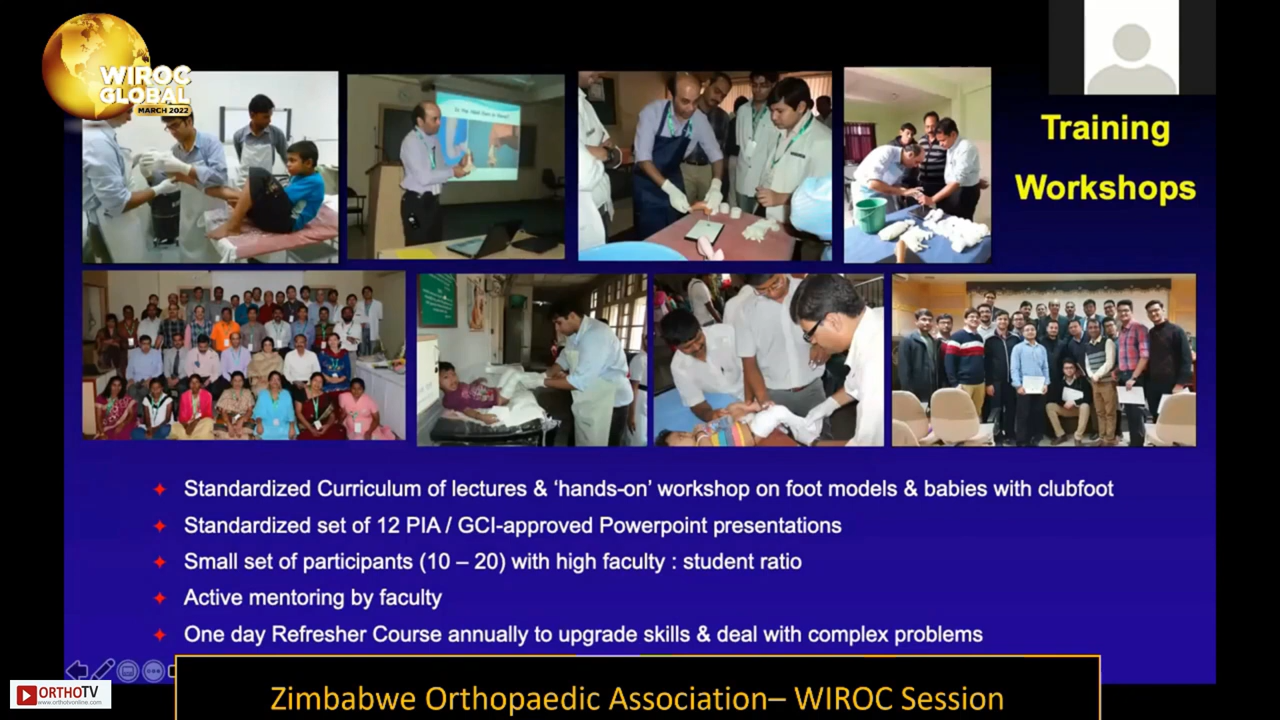 WIROC
GLOBAL
MARCH 2022
Training
Workshops
Standardized Curriculum of lectures & ‘hands-on’ workshop on foot models & babies with clubfoot
Standardized set of 12 PIA / GCI-approved Powerpoint presentations
Small set of participants (10 – 20) with high faculty : student ratio
Active mentoring by faculty
One day Refresher Course annually to upgrade skills & deal with complex problems
ORTHOTV
www.orthotvonline.com
Zimbabwe Orthopaedic Association– WIROC Session